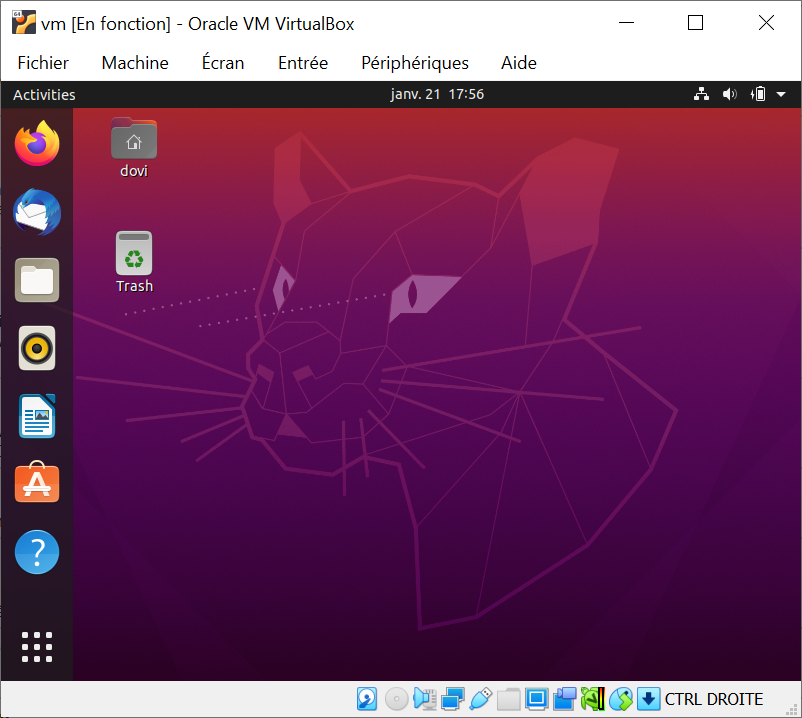 vm [En fonction] - Oracle VM VirtualBox
Fichier Machine Écran Entrée Périphériques Aide
Activities janv. 21 17:56
dovi
Trash
CTRL DROITE